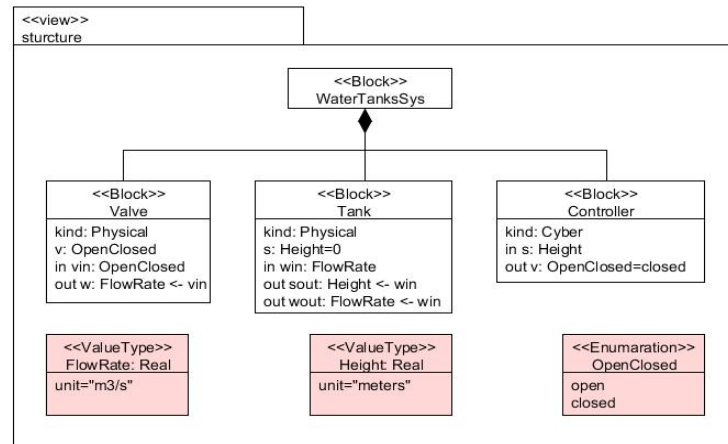 <<view>>
sturcture
<<Block>>
WaterTanksSys
<<Block>>
Valve
kind: Physical
v: OpenClosed
in vin: OpenClosed
out w: FlowRate <- vin
<<Block>>
Tank
kind: Physical
s: Height=0
in win: FlowRate
out sout: Height <- win
out wout: FlowRate <- win
<<Block>>
Controller
kind: Cyber
in s: Height
out v: OpenClosed=closed
<<ValueType>>
FlowRate: Real
unit="m3/s"
<<ValueType>>
Height: Real
unit="meters"
<<Enumaration>>
OpenClosed
open
closed